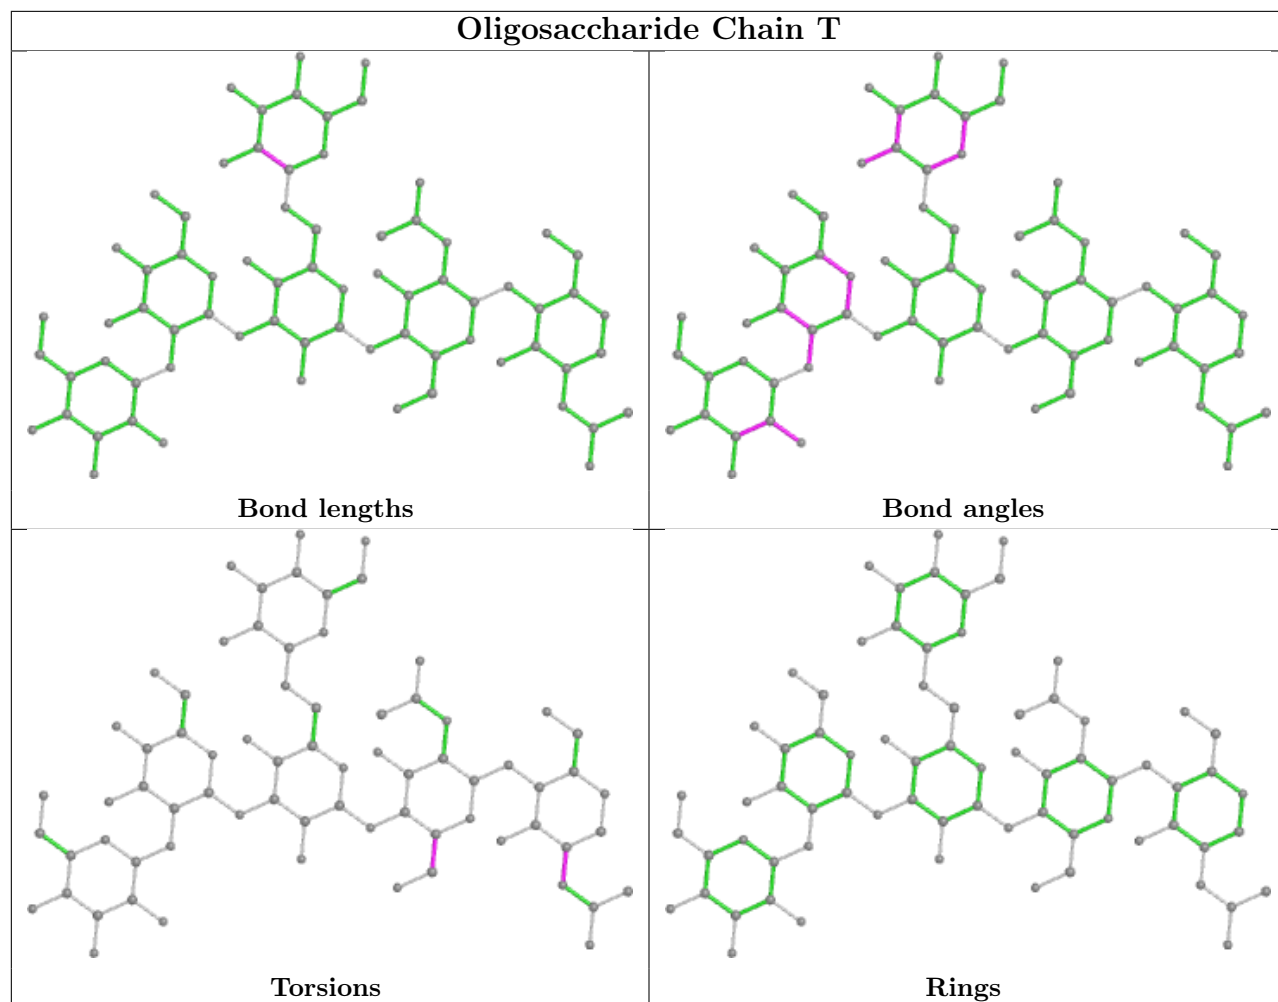 Oligosaccharide Chain T
Bond lengths
Bond angles
Torsions
Rings